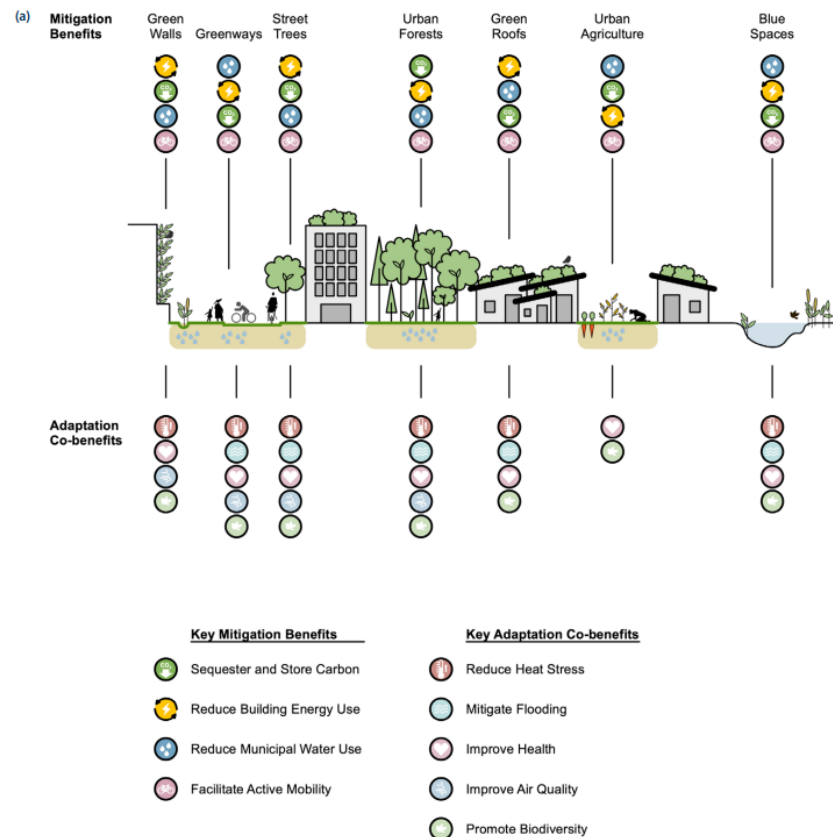 (a)
Mitigation
Benefits
Green
Walls
Greenways
Street
Trees
Urban
Forests
Green
Roofs
Urban
Agriculture
Blue
Spaces
Adaptation
Co-benefits
Key Mitigation Benefits
Sequester and Store Carbon
Reduce Building Energy Use
Reduce Municipal Water Use
Facilitate Active Mobility
Key Adaptation Co-benefits
Reduce Heat Stress
Mitigate Flooding
Improve Health
Improve Air Quality
Promote Biodiversity